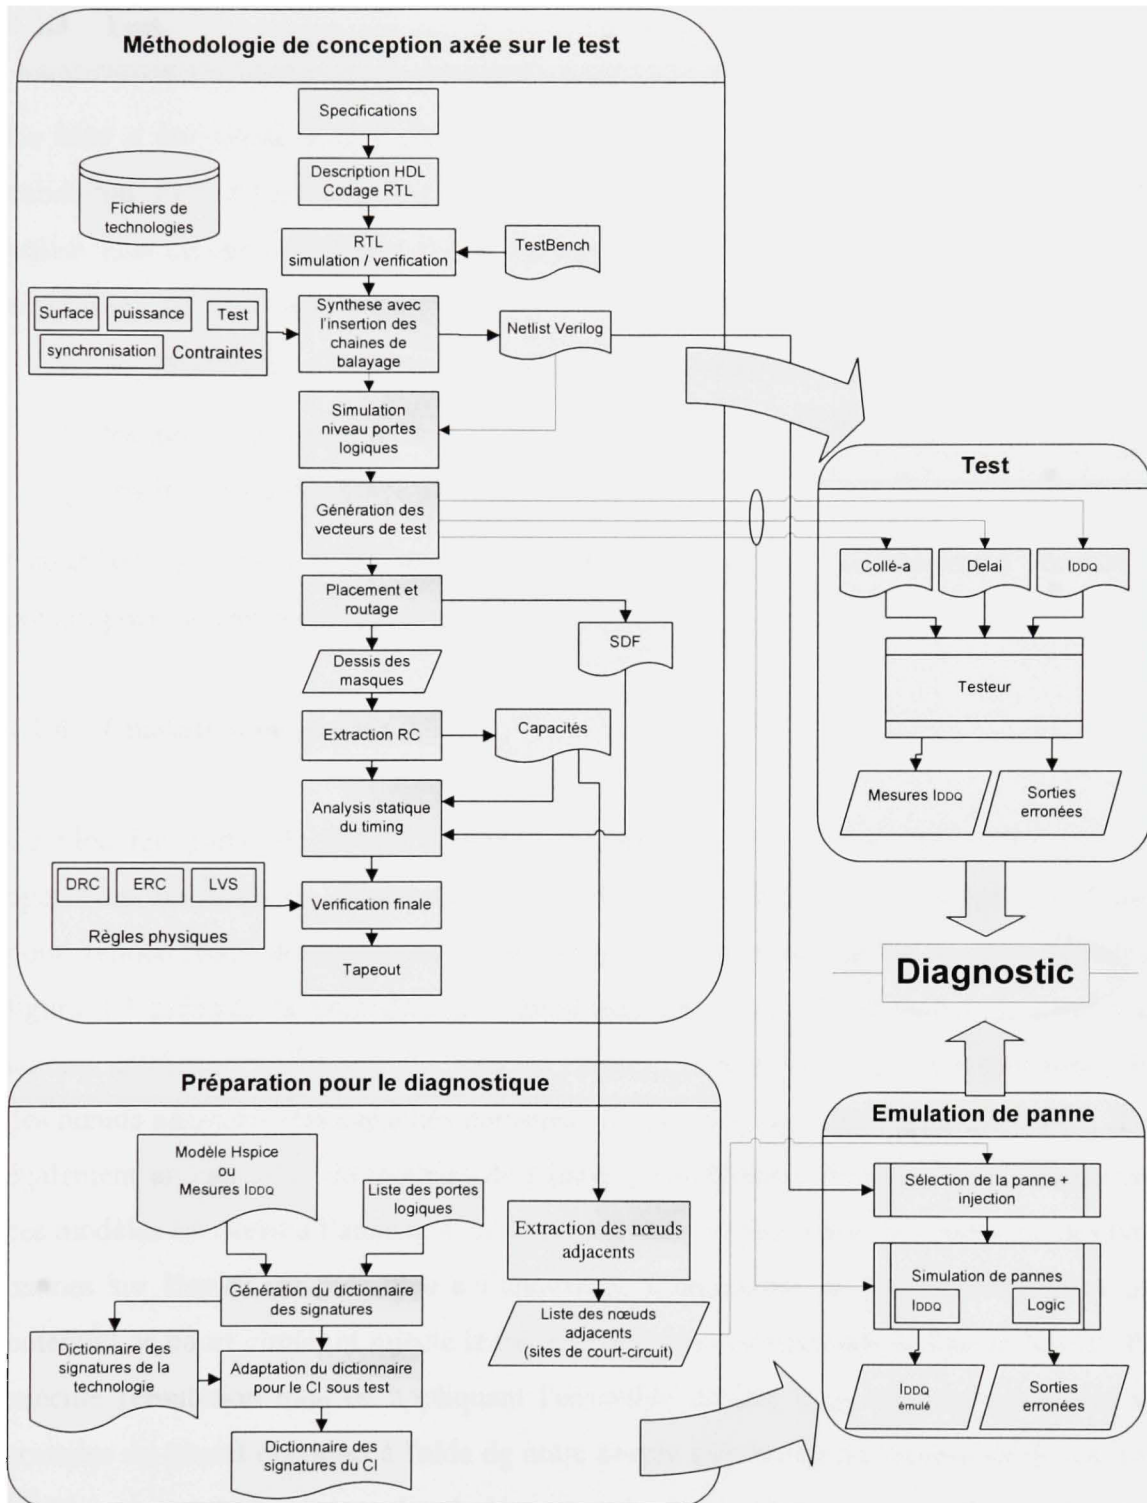 Méthodologie de conception axée sur le test
Specifications
Fichiers de
technologies
Description HDL
Codage RTL
RTL
simulation / verification
TestBench
Surface
puissance
Test
synchronisation
Contraintes
Synthese avec
l'insertion des
chaines de
balayage
Netlist Verilog
Simulation
niveau portes
logiques
Génération des
vecteurs de test
Placement et
routage
SDF
Dessis des
masques
Extraction RC
Capacités
Analysis statique
du timing
DRC
ERC
LVS
Règles physiques
Verification finale
Tapeout
Test
Collé-a
Delai
IDDQ
Testeur
Mesures IDDQ
Sorties
erronées
Diagnostic
Préparation pour le diagnostique
Modèle Hspice
ou
Mesures IDDQ
Liste des portes
logiques
Génération du dictionnaire
des signatures
Dictionnaire des
signatures de la
technologie
Adaptation du dictionnaire
pour le CI sous test
Dictionnaire des
signatures du CI
Extraction des nœuds
adjacents
Liste des nœuds
adjacents
(sites de court-circuit)
Emulation de panne
Sélection de la panne +
injection
Simulation de pannes
IDDQ
Logic
IDDQ
émulé
Sorties
erronées